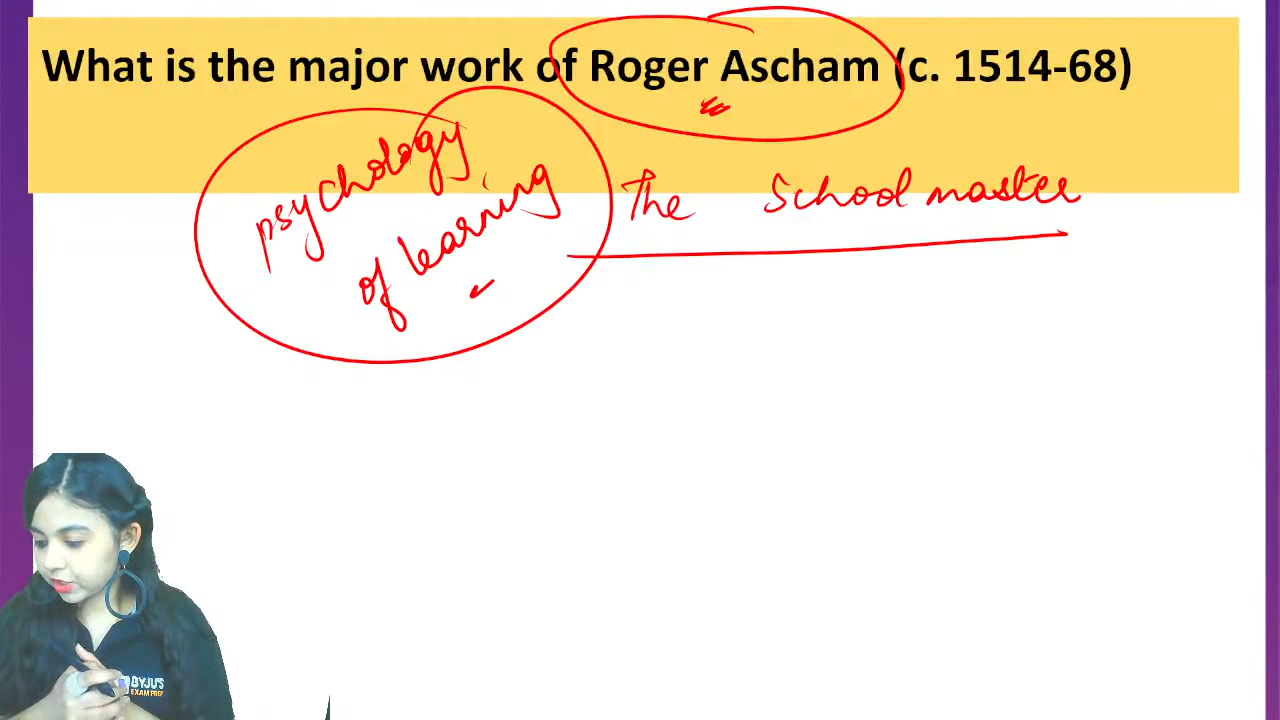 What is the major work of Roger Ascham (c. 1514-68)
psychology
of learning
The School master
BYJU'S
EXAM PREP